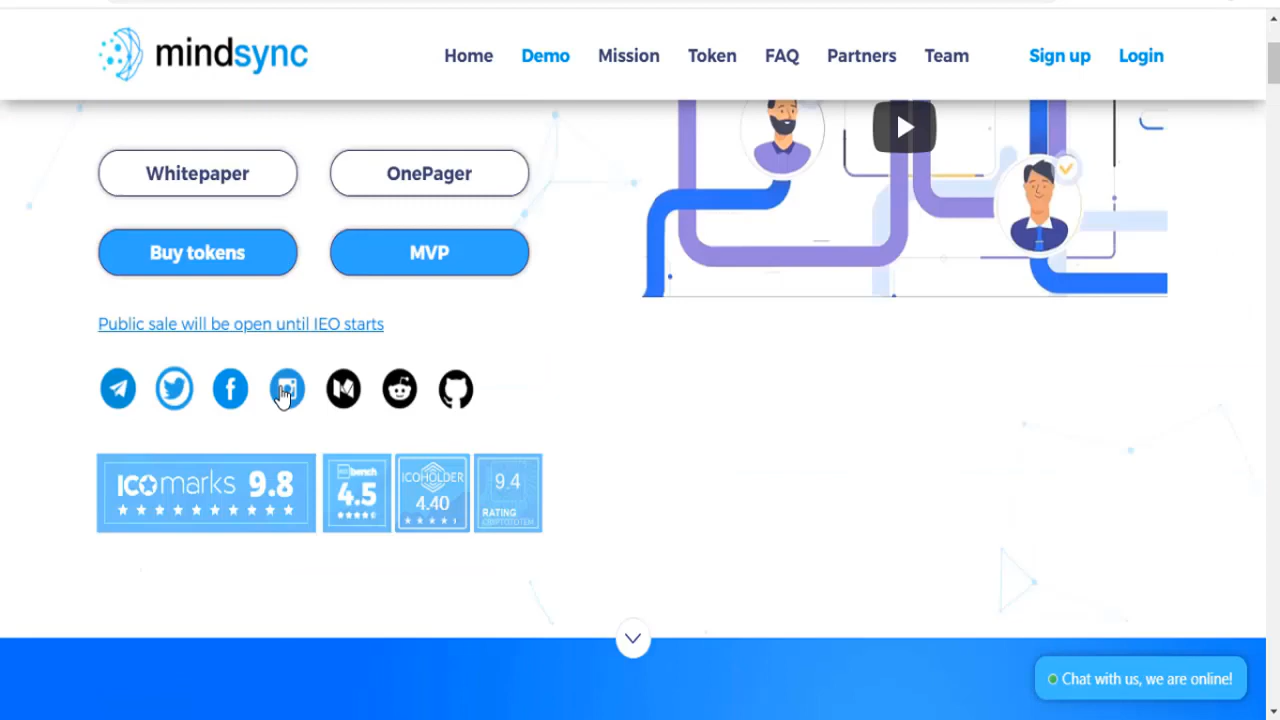 mindsync
Home Demo Mission Token FAQ Partners Team Sign up Login
Whitepaper OnePager
Buy tokens MVP
Public sale will be open until IEO starts
ICOmarks 9.8
bench
4.5
ICOHOLDER
4.40
9.4
RATING
CRIPTOTOTEM
Chat with us, we are online!